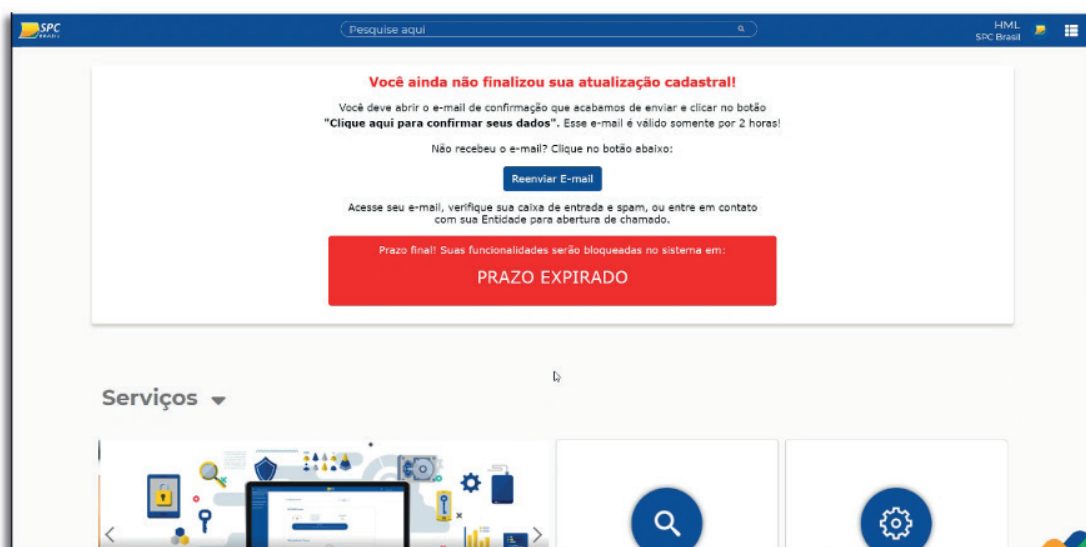 SPC
BRASIL
Pesquise aqui
HML
SPC Brasil
Você ainda não finalizou sua atualização cadastral!
Você deve abrir o e-mail de confirmação que acabamos de enviar e clicar no botão
"Clique aqui para confirmar seus dados". Esse e-mail é válido somente por 2 horas!
Não recebeu o e-mail? Clique no botão abaixo:
Reenviar E-mail
Acesse seu e-mail, verifique sua caixa de entrada e spam, ou entre em contato
com sua Entidade para abertura de chamado.
Prazo final! Suas funcionalidades serão bloqueadas no sistema em:
PRAZO EXPIRADO
Serviços